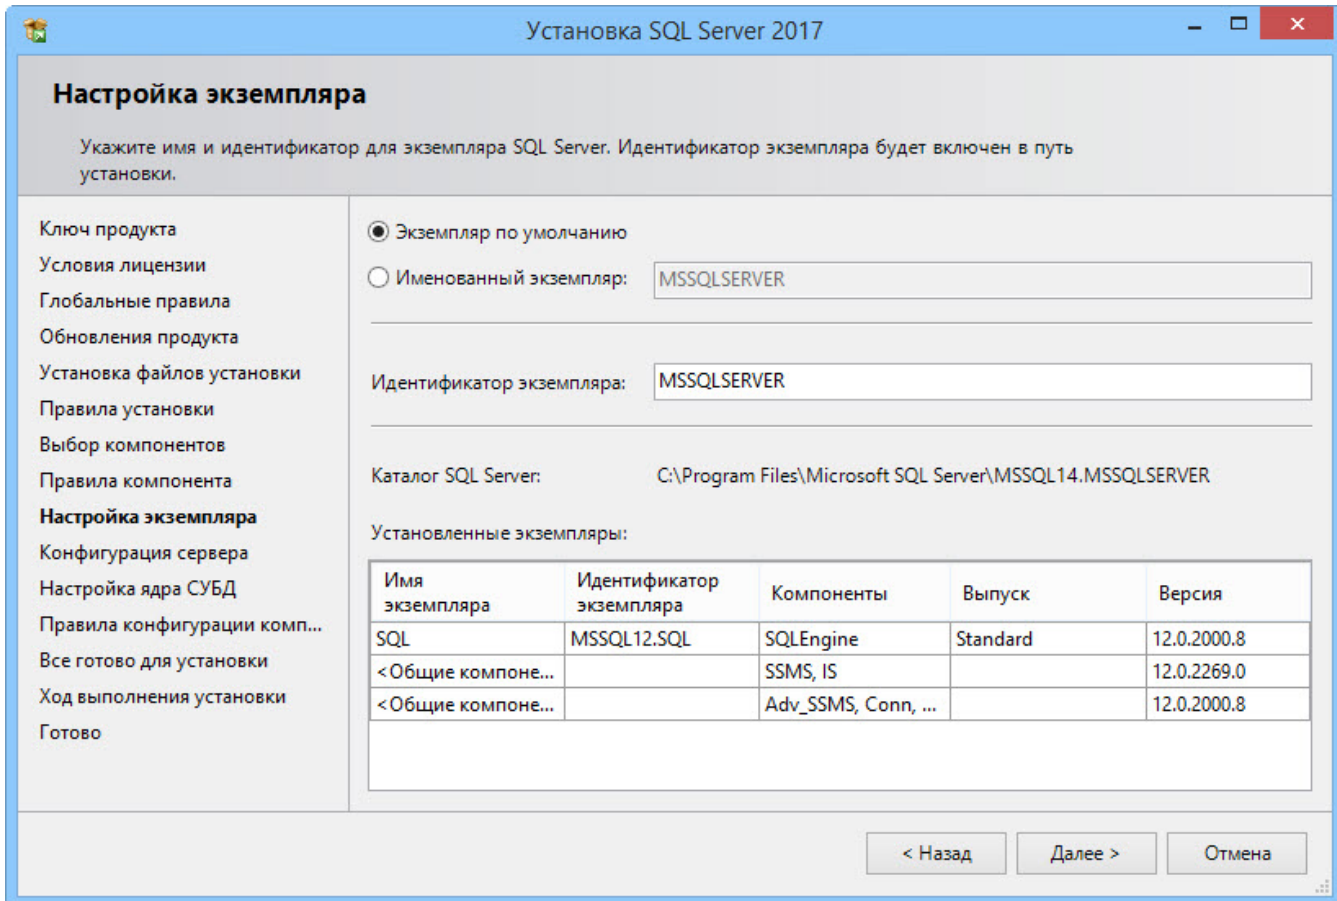 Установка SQL Server 2017
Настройка экземпляра
Укажите имя и идентификатор для экземпляра SQL Server. Идентификатор экземпляра будет включен в путь
установки.
Ключ продукта
Условия лицензии
Глобальные правила
Обновления продукта
Установка файлов установки
Правила установки
Выбор компонентов
Правила компонента
Настройка экземпляра
Конфигурация сервера
Настройка ядра СУБД
Правила конфигурации комп...
Все готово для установки
Ход выполнения установки
Готово
Экземпляр по умолчанию
Именованный экземпляр: MSSQLSERVER
Идентификатор экземпляра: MSSQLSERVER
Каталог SQL Server: C:\Program Files\Microsoft SQL Server\MSSQL14.MSSQLSERVER
Установленные экземпляры:
Имя экземпляра Идентификатор экземпляра Компоненты Выпуск Версия
SQL MSSQL12.SQL SQLEngine Standard 12.0.2000.8
<Общие компоне... SSMS, IS 12.0.2269.0
<Общие компоне... Adv_SSMS, Conn, ... 12.0.2000.8
< Назад Далее > Отмена